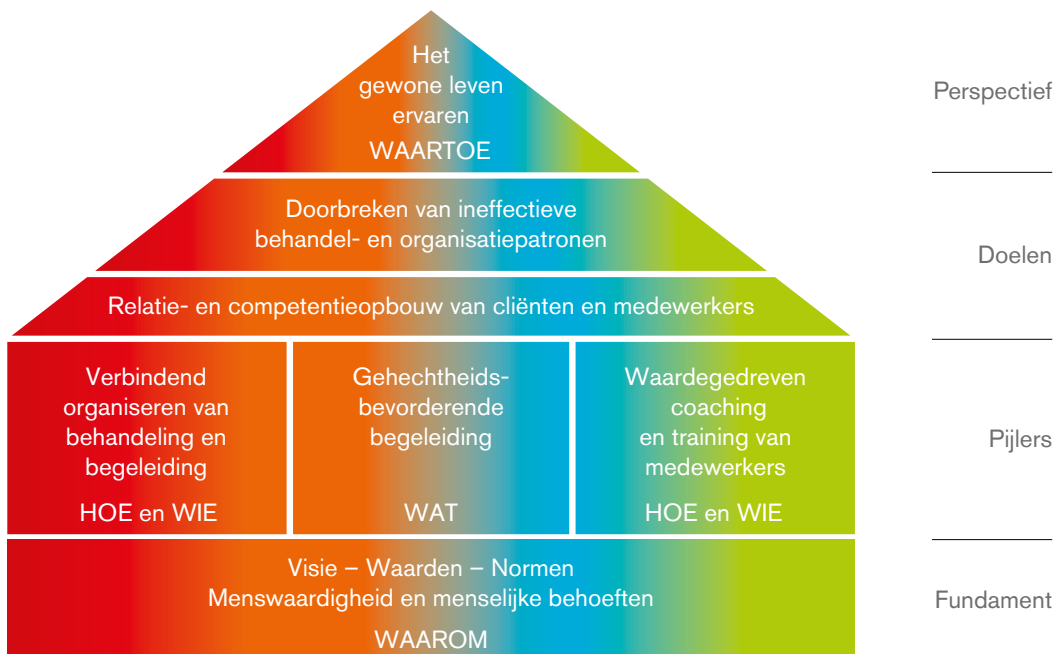 Het
gewone leven
ervaren
WAARTOE
Perspectief
Doorbreken van ineffectieve
behandel- en organisatiepatronen
Doelen
Relatie- en competentieopbouw van cliënten en medewerkers
Verbindend
organiseren van
behandeling en
begeleiding
HOE en WIE
Gehechtheids-
bevorderende
begeleiding
WAT
Waardegedreven
coaching
en training van
medewerkers
HOE en WIE
Pijlers
Visie – Waarden – Normen
Menswaardigheid en menselijke behoeften
WAAROM
Fundament